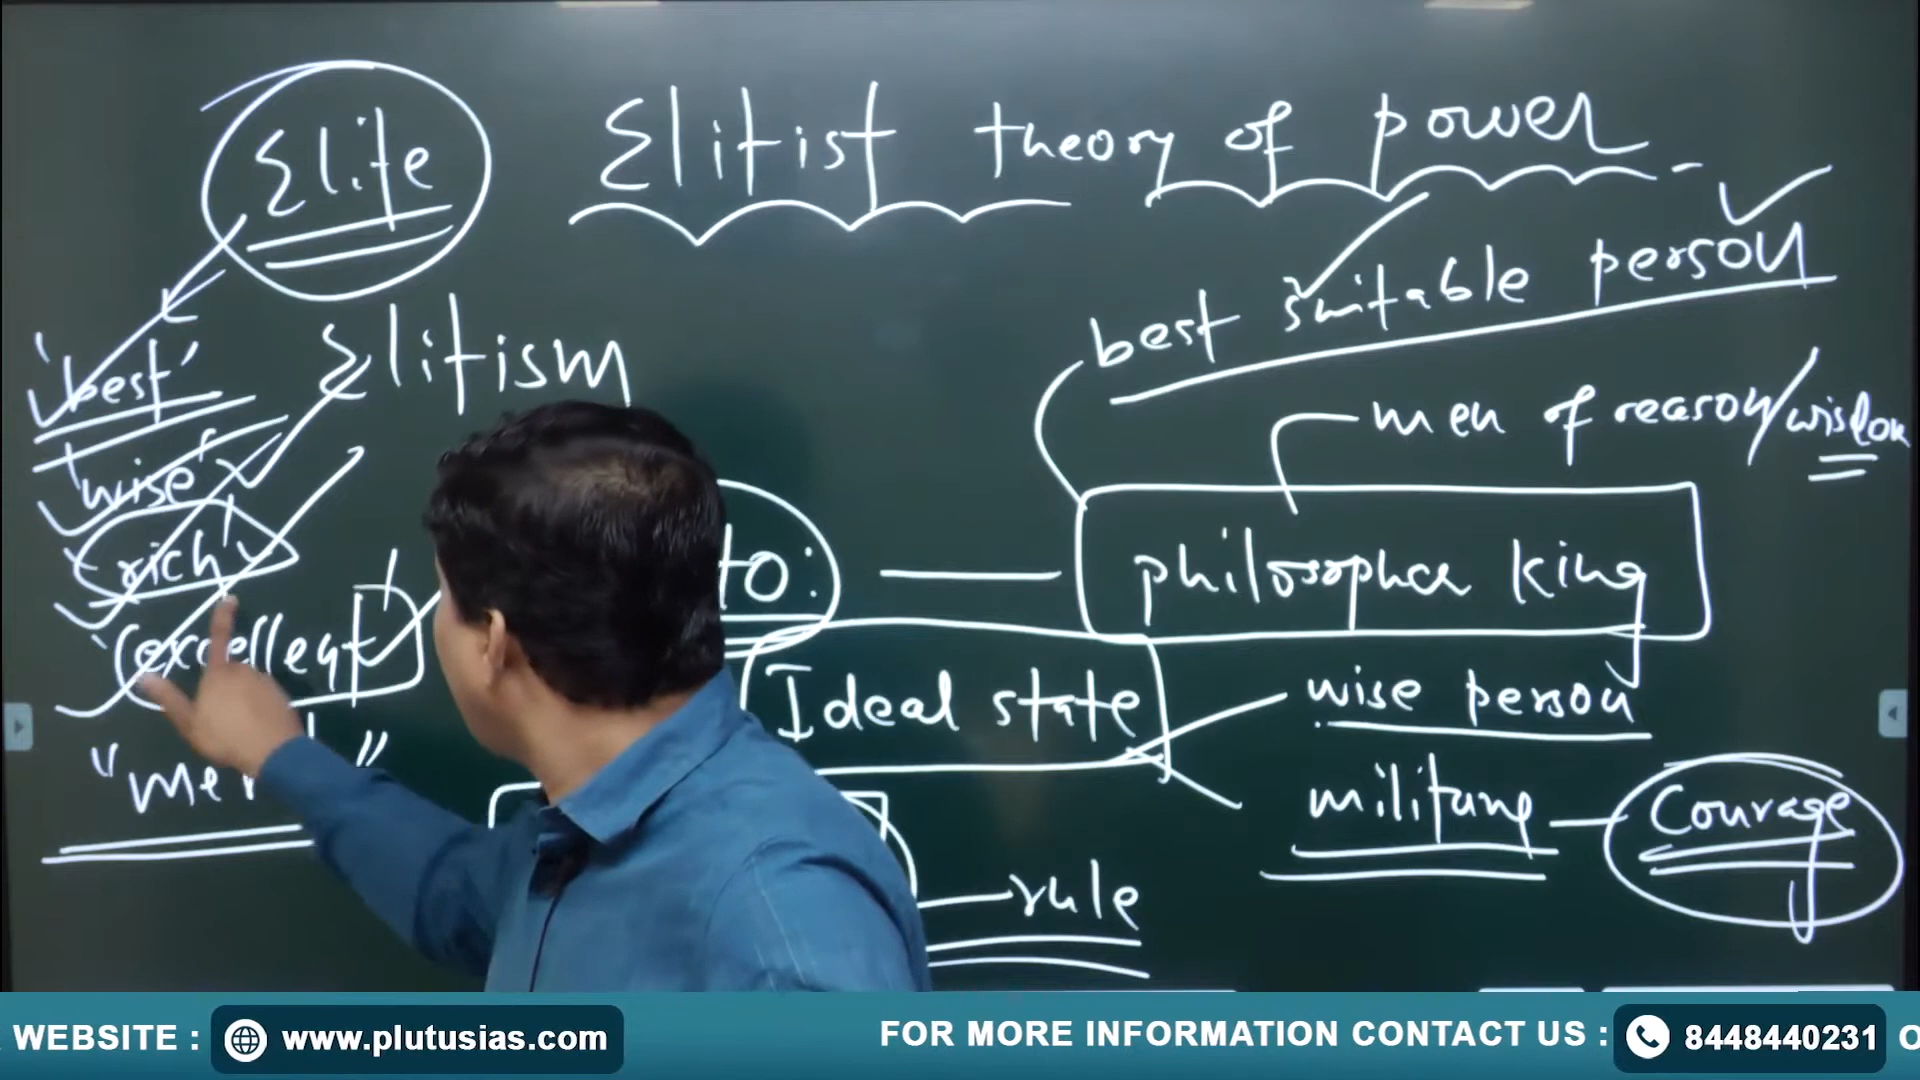 Elite
Elitist theory of power
best suitable person
Elitism
'best'
men of reason/wisdom
'wise'
'rich'
philosopher king
'excellent'
Ideal state
wise person
military — Courage
— rule
WEBSITE : www.plutusias.com
FOR MORE INFORMATION CONTACT US : 8448440231